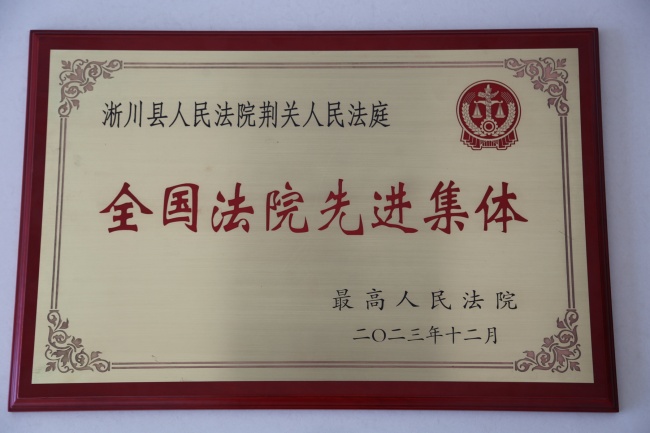 淅川县人民法院荆关人民法庭
全国法院先进集体
最高人民法院
二〇二三年十二月